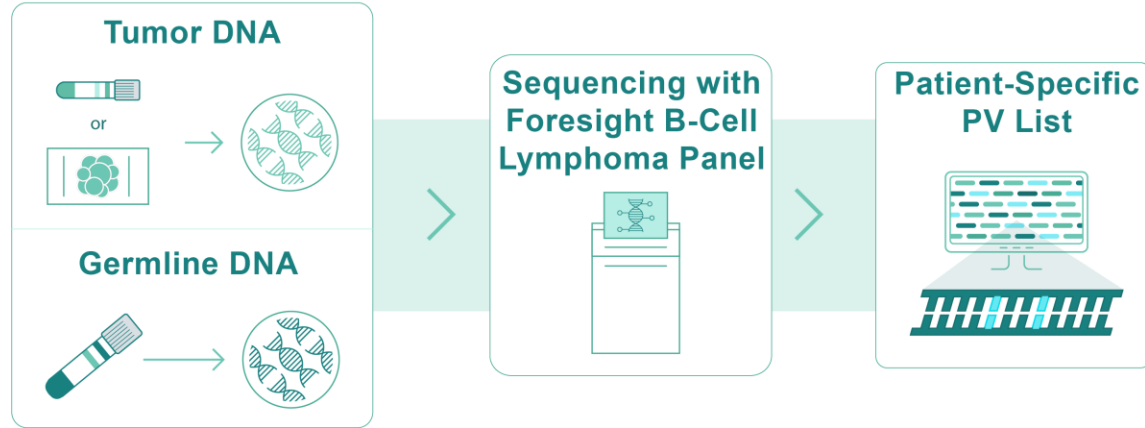 Tumor DNA
or
Germline DNA
Sequencing with
Foresight B-Cell
Lymphoma Panel
Patient-Specific
PV List